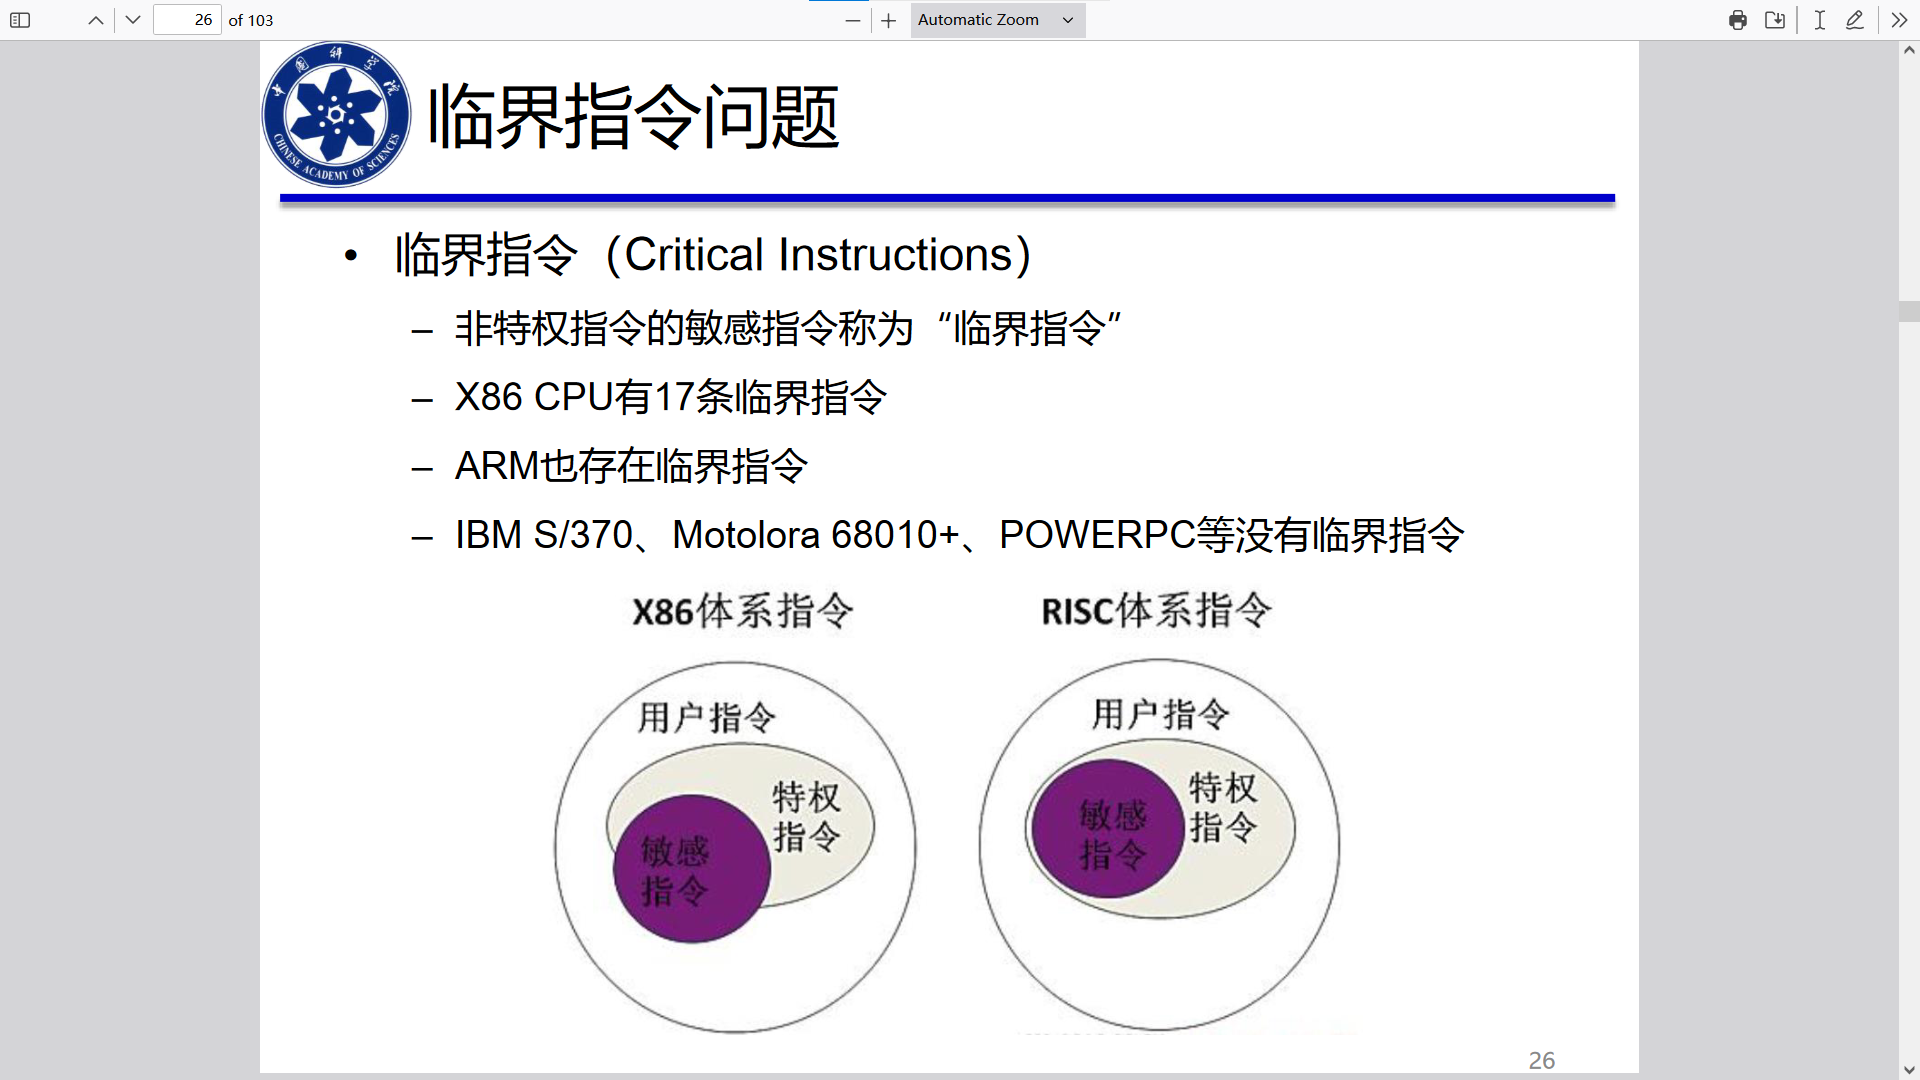 26 of 103
Automatic Zoom
中国科学院
CHINESE ACADEMY OF SCIENCES
临界指令问题
• 临界指令（Critical Instructions）
– 非特权指令的敏感指令称为“临界指令”
– X86 CPU有17条临界指令
– ARM也存在临界指令
– IBM S/370、Motolora 68010+、POWERPC等没有临界指令
X86体系指令
用户指令
特权
指令
敏感
指令
RISC体系指令
用户指令
特权
指令
敏感
指令
26